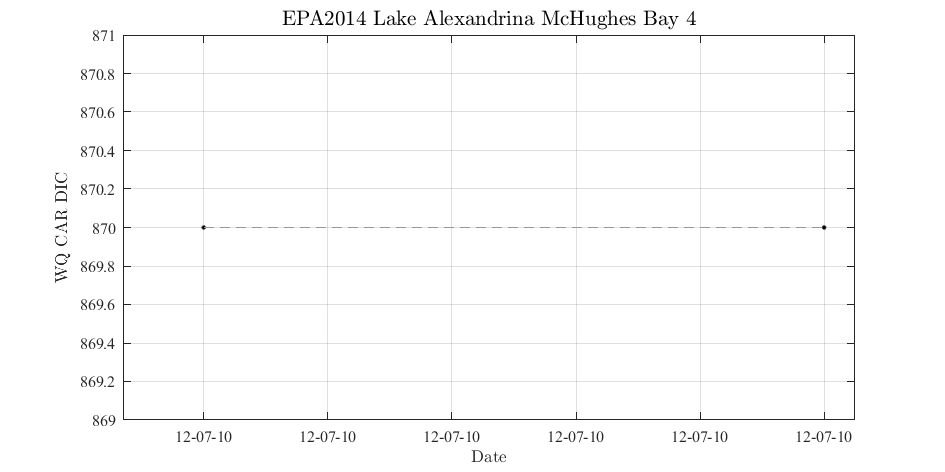 EPA2014 Lake Alexandrina McHughes Bay 4
871
870.8
870.6
870.4
870.2
870
869.8
869.6
869.4
869.2
869
WQ CAR DIC
12-07-10 12-07-10 12-07-10 12-07-10 12-07-10 12-07-10
Date